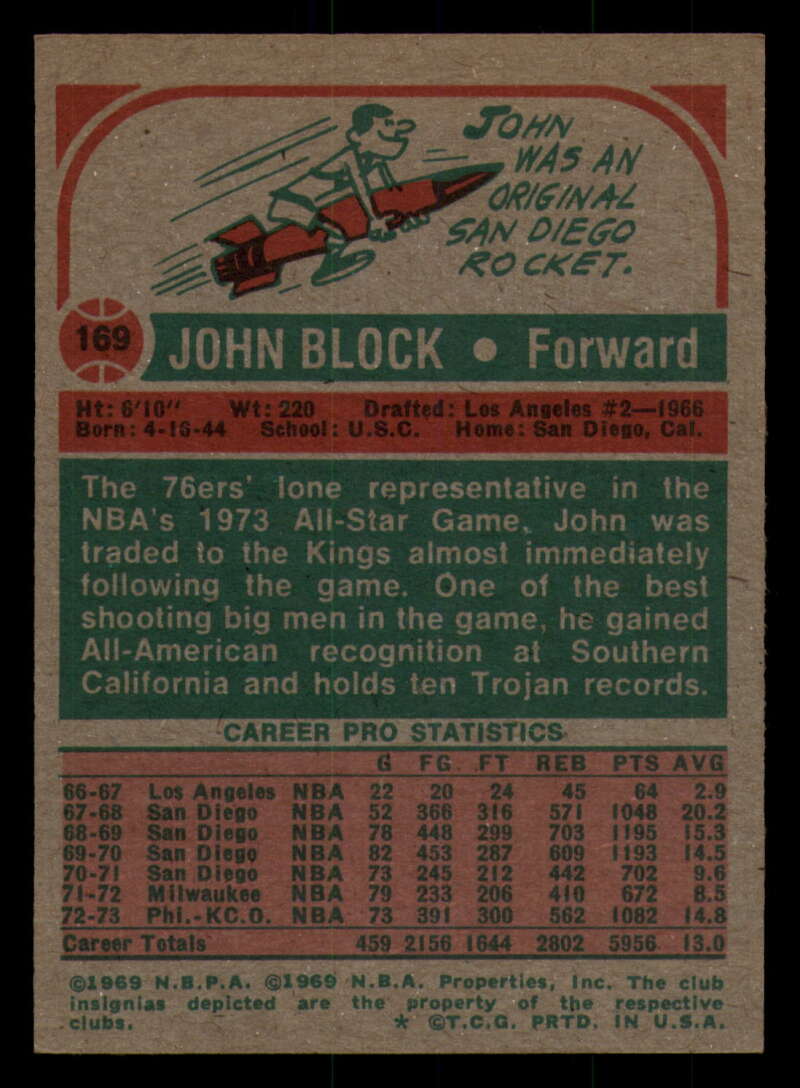 JOHN
WAS AN
ORIGINAL
SAN DIEGO
ROCKET.
169 JOHN BLOCK • Forward
Ht: 6'10" Wt: 220 Drafted: Los Angeles #2—1966
Born: 4-16-44 School: U.S.C. Home: San Diego, Cal.
The 76ers' lone representative in the
NBA's 1973 All-Star Game, John was
traded to the Kings almost immediately
following the game. One of the best
shooting big men in the game, he gained
All-American recognition at Southern
California and holds ten Trojan records.
CAREER PRO STATISTICS
G FG FT REB PTS AVG
66-67 Los Angeles NBA 22 20 24 45 64 2.9
67-68 San Diego NBA 52 366 316 571 1048 20.2
68-69 San Diego NBA 78 448 299 703 1195 15.3
69-70 San Diego NBA 82 453 287 609 1193 14.5
70-71 San Diego NBA 73 245 212 442 702 9.6
71-72 Milwaukee NBA 79 233 206 410 672 8.5
72-73 Phi.-KC.O. NBA 73 391 300 562 1082 14.8
Career Totals 459 2156 1644 2802 5956 13.0
©1969 N.B.P.A. ©1969 N.B.A. Properties, Inc. The club
insignias depicted are the property of the respective
clubs. * ©T.C.G. PRTD. IN U.S.A.